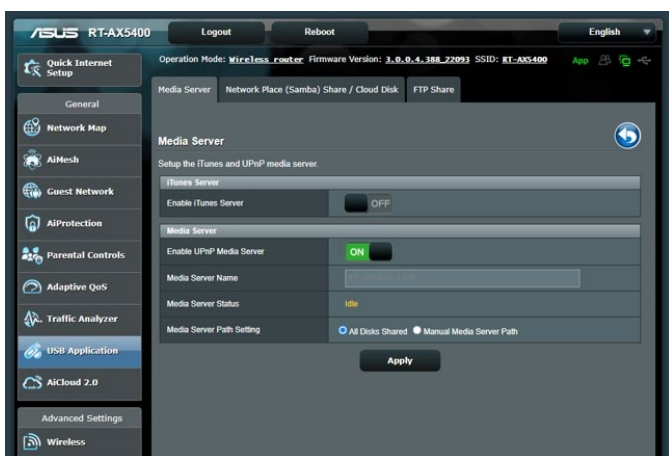 ASUS RT-AX5400 Logout Reboot English
Quick Internet Setup
Operation Mode: Wireless router Firmware Version: 3.0.0.4.388_22093 SSID: RT-AX5400 App
Media Server Network Place (Samba) Share / Cloud Disk FTP Share
General
Network Map
AiMesh
Guest Network
AiProtection
Parental Controls
Adaptive QoS
Traffic Analyzer
USB Application
AiCloud 2.0
Advanced Settings
Wireless
Media Server
Setup the iTunes and UPnP media server.
iTunes Server
Enable iTunes Server OFF
Media Server
Enable UPnP Media Server ON
Media Server Name
Media Server Status Idle
Media Server Path Setting All Disks Shared Manual Media Server Path
Apply